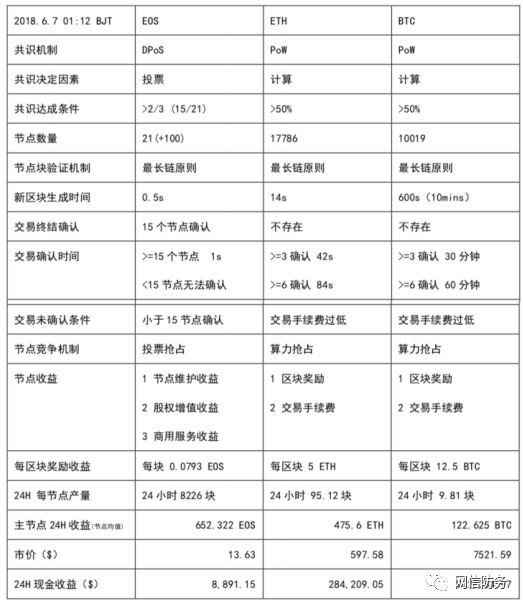 2018.6.7 01:12 BJT EOS ETH BTC
共识机制 DPoS PoW PoW
共识决定因素 投票 计算 计算
共识达成条件 >2/3 (15/21) >50% >50%
节点数量 21(+100) 17786 10019
节点块验证机制 最长链原则 最长链原则 最长链原则
新区块生成时间 0.5s 14s 600s（10mins）
交易终结确认 15 个节点确认 不存在 不存在
交易确认时间 >=15 个节点 1s >=3 确认 42s >=3 确认 30 分钟
<15 节点无法确认 >=6 确认 84s >=6 确认 60 分钟
交易未确认条件 小于 15 节点确认 交易手续费过低 交易手续费过低
节点竞争机制 投票抢占 算力抢占 算力抢占
节点收益 1 节点维护收益 1 区块奖励 1 区块奖励
2 股权增值收益 2 交易手续费 2 交易手续费
3 商用服务收益
每区块奖励收益 每块 0.0793 EOS 每区块 5 ETH 每区块 12.5 BTC
24H 每节点产量 24 小时 8226 块 24 小时 95.12 块 24 小时 9.81 块
主节点 24H 收益(节点均值) 652.322 EOS 475.6 ETH 122.625 BTC
市价（$） 13.63 597.58 7521.59
24H 现金收益（$） 8,891.15 284,209.05 7
网信防务